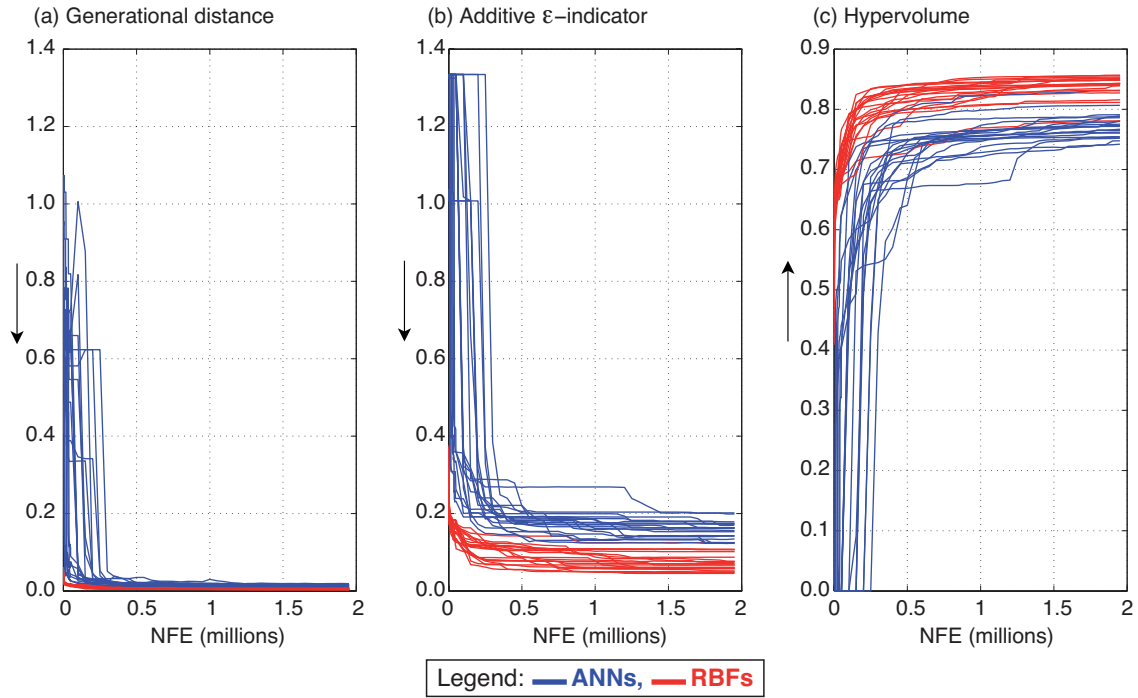 (a) Generational distance
(b) Additive ε−indicator
(c) Hypervolume
1.4
1.2
1.0
0.8
0.6
0.4
0.2
0.0
0 0.5 1 1.5 2
NFE (millions)
1.4
1.2
1.0
0.8
0.6
0.4
0.2
0.0
0 0.5 1 1.5 2
NFE (millions)
0.9
0.8
0.7
0.6
0.5
0.4
0.3
0.2
0.1
0.0
0 0.5 1 1.5 2
NFE (millions)
Legend: ANNs, RBFs